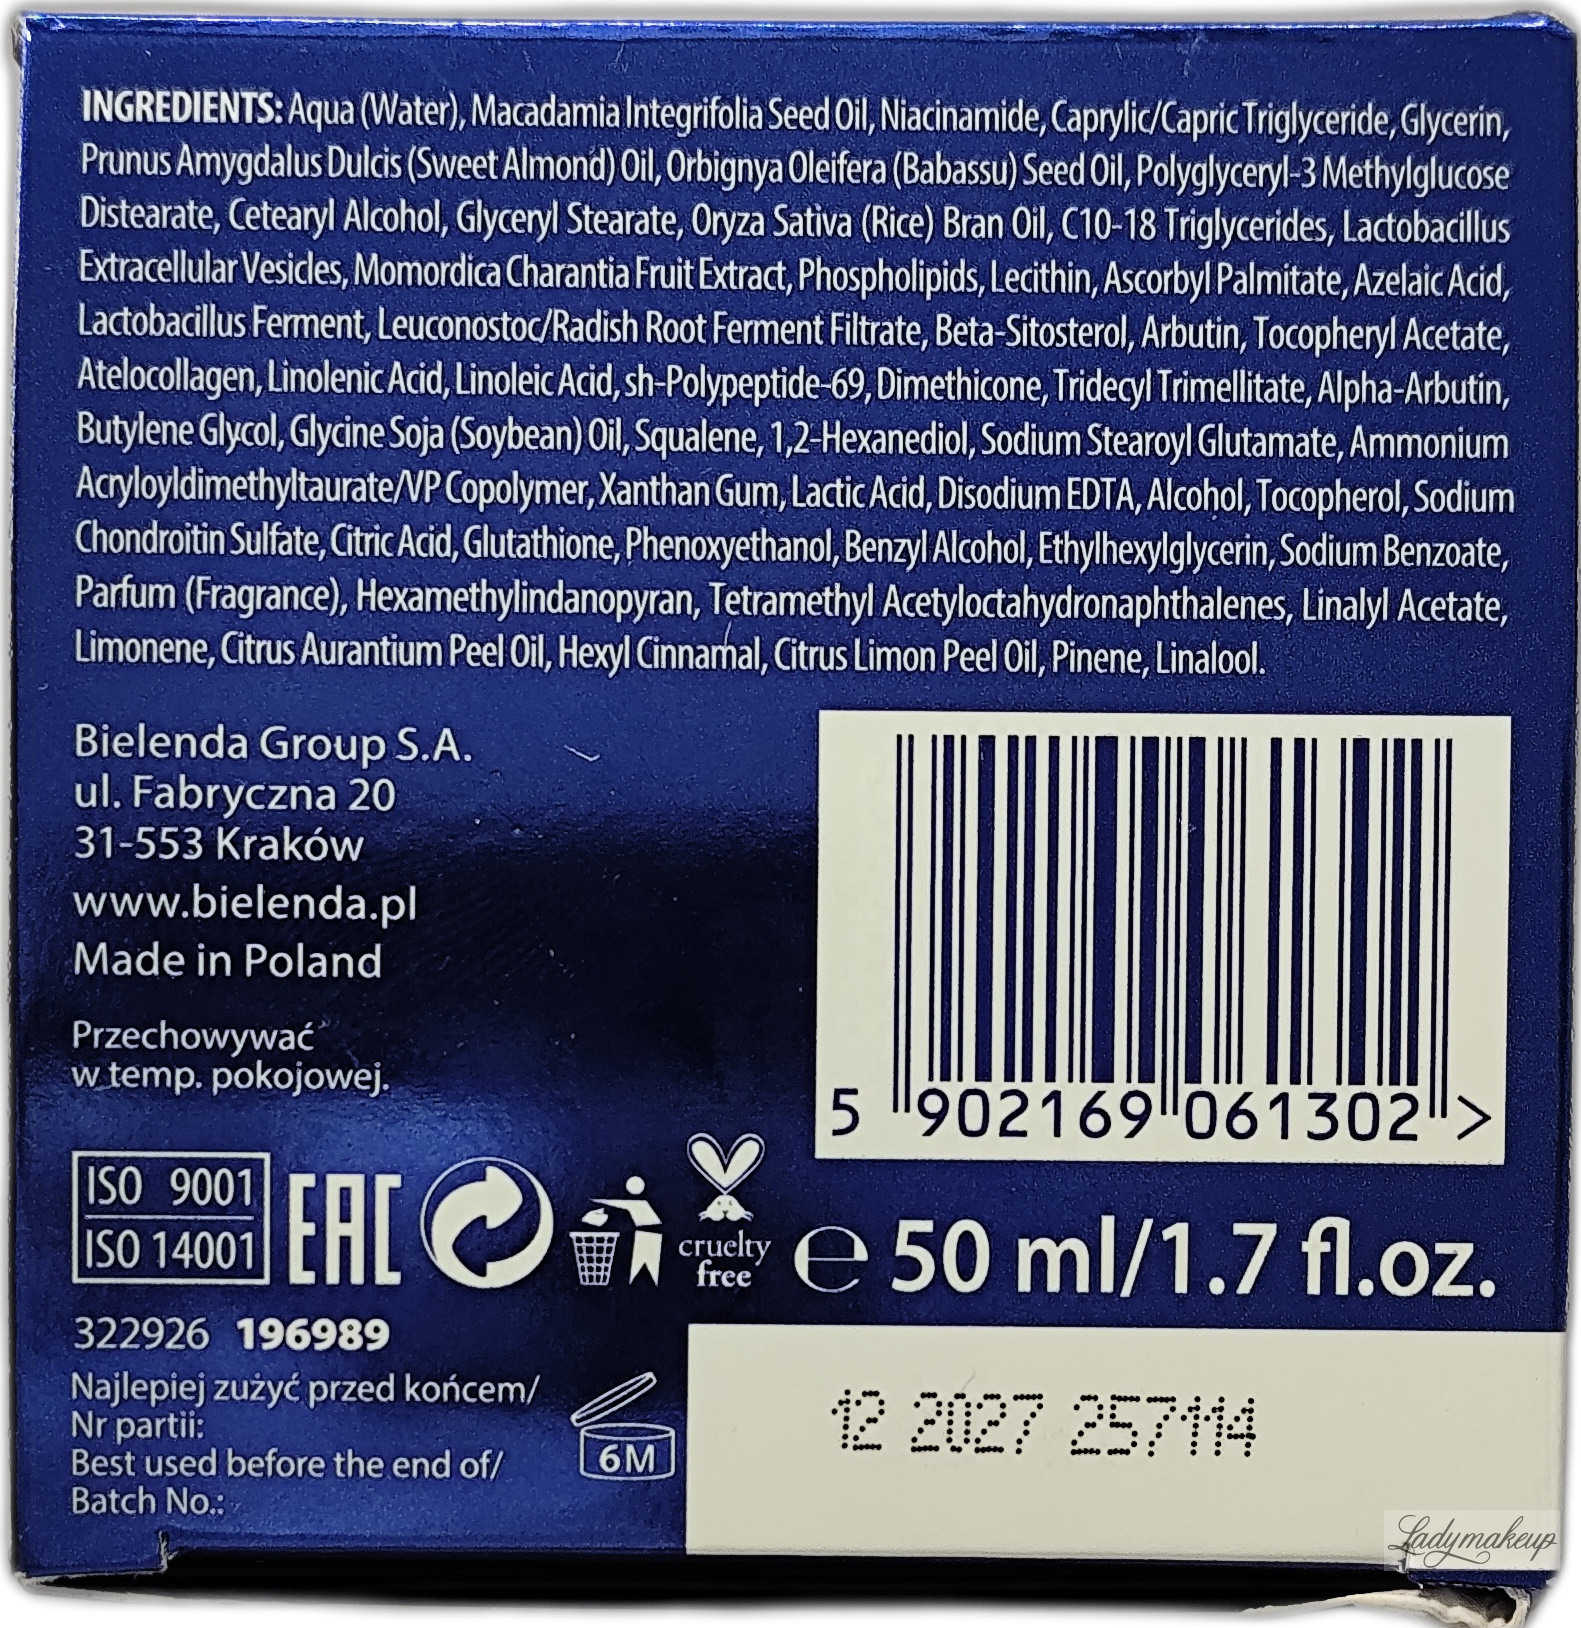 INGREDIENTS: Aqua (Water), Macadamia Integrifolia Seed Oil, Niacinamide, Caprylic/Capric Triglyceride, Glycerin,
Prunus Amygdalus Dulcis (Sweet Almond) Oil, Orbignya Oleifera (Babassu) Seed Oil, Polyglyceryl-3 Methylglucose
Distearate, Cetearyl Alcohol, Glyceryl Stearate, Oryza Sativa (Rice) Bran Oil, C10-18 Triglycerides, Lactobacillus
Extracellular Vesicles, Momordica Charantia Fruit Extract, Phospholipids, Lecithin, Ascorbyl Palmitate, Azelaic Acid,
Lactobacillus Ferment, Leuconostoc/Radish Root Ferment Filtrate, Beta-Sitosterol, Arbutin, Tocopheryl Acetate,
Atelocollagen, Linolenic Acid, Linoleic Acid, sh-Polypeptide-69, Dimethicone, Tridecyl Trimellitate, Alpha-Arbutin,
Butylene Glycol, Glycine Soja (Soybean) Oil, Squalene, 1,2-Hexanediol, Sodium Stearoyl Glutamate, Ammonium
Acryloyldimethyltaurate/VP Copolymer, Xanthan Gum, Lactic Acid, Disodium EDTA, Alcohol, Tocopherol, Sodium
Chondroitin Sulfate, Citric Acid, Glutathione, Phenoxyethanol, Benzyl Alcohol, Ethylhexylglycerin, Sodium Benzoate,
Parfum (Fragrance), Hexamethylindanopyran, Tetramethyl Acetyloctahydronaphthalenes, Linalyl Acetate,
Limonene, Citrus Aurantium Peel Oil, Hexyl Cinnamal, Citrus Limon Peel Oil, Pinene, Linalool.
Bielenda Group S.A.
ul. Fabryczna 20
31-553 Kraków
www.bielenda.pl
Made in Poland
Przechowywać
w temp. pokojowej.
5 902169 061302 >
ISO 9001
ISO 14001
EAC
cruelty
free
e 50 ml/1.7 fl.oz.
322926 196989
Najlepiej zużyć przed końcem/
Nr partii:
Best used before the end of/
Batch No.:
6M
12 2027 257114
Ladymakeup